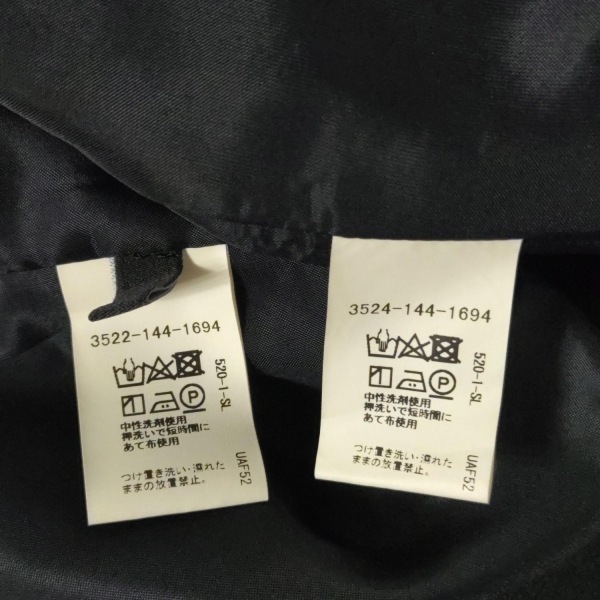 3522-144-1694
520-1-SL
中性洗剤使用
押洗いで短時間に
あて布使用
UAF52
つけ置き洗い・濡れた
ままの放置禁止。
3524-144-1694
520-1-SL
P
中性洗剤使用
押洗いで短時間に
あて布使用
UAF52
つけ置き洗い・濡れた
ままの放置禁止。
P